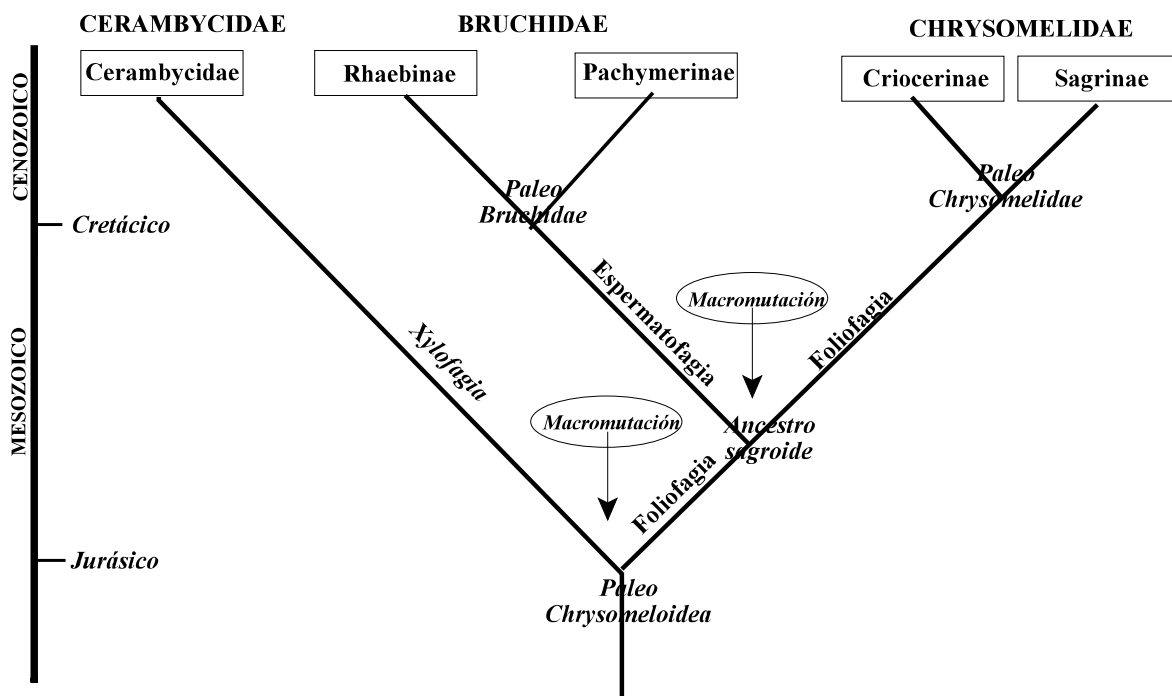 CERAMBYCIDAE
BRUCHIDAE
CHRYSOMELIDAE
Cerambycidae
Rhaebinae
Pachymerinae
Criocerinae
Sagrinae
CENOZOICO
Paleo
Bruchidae
Paleo
Chrysomelidae
Cretácico
Espermatofagia
Macromutación
Foliofagia
Xylofagia
MESOZOICO
Macromutación
Ancestro
sagroide
Foliofagia
Jurásico
Paleo
Chrysomeloidea